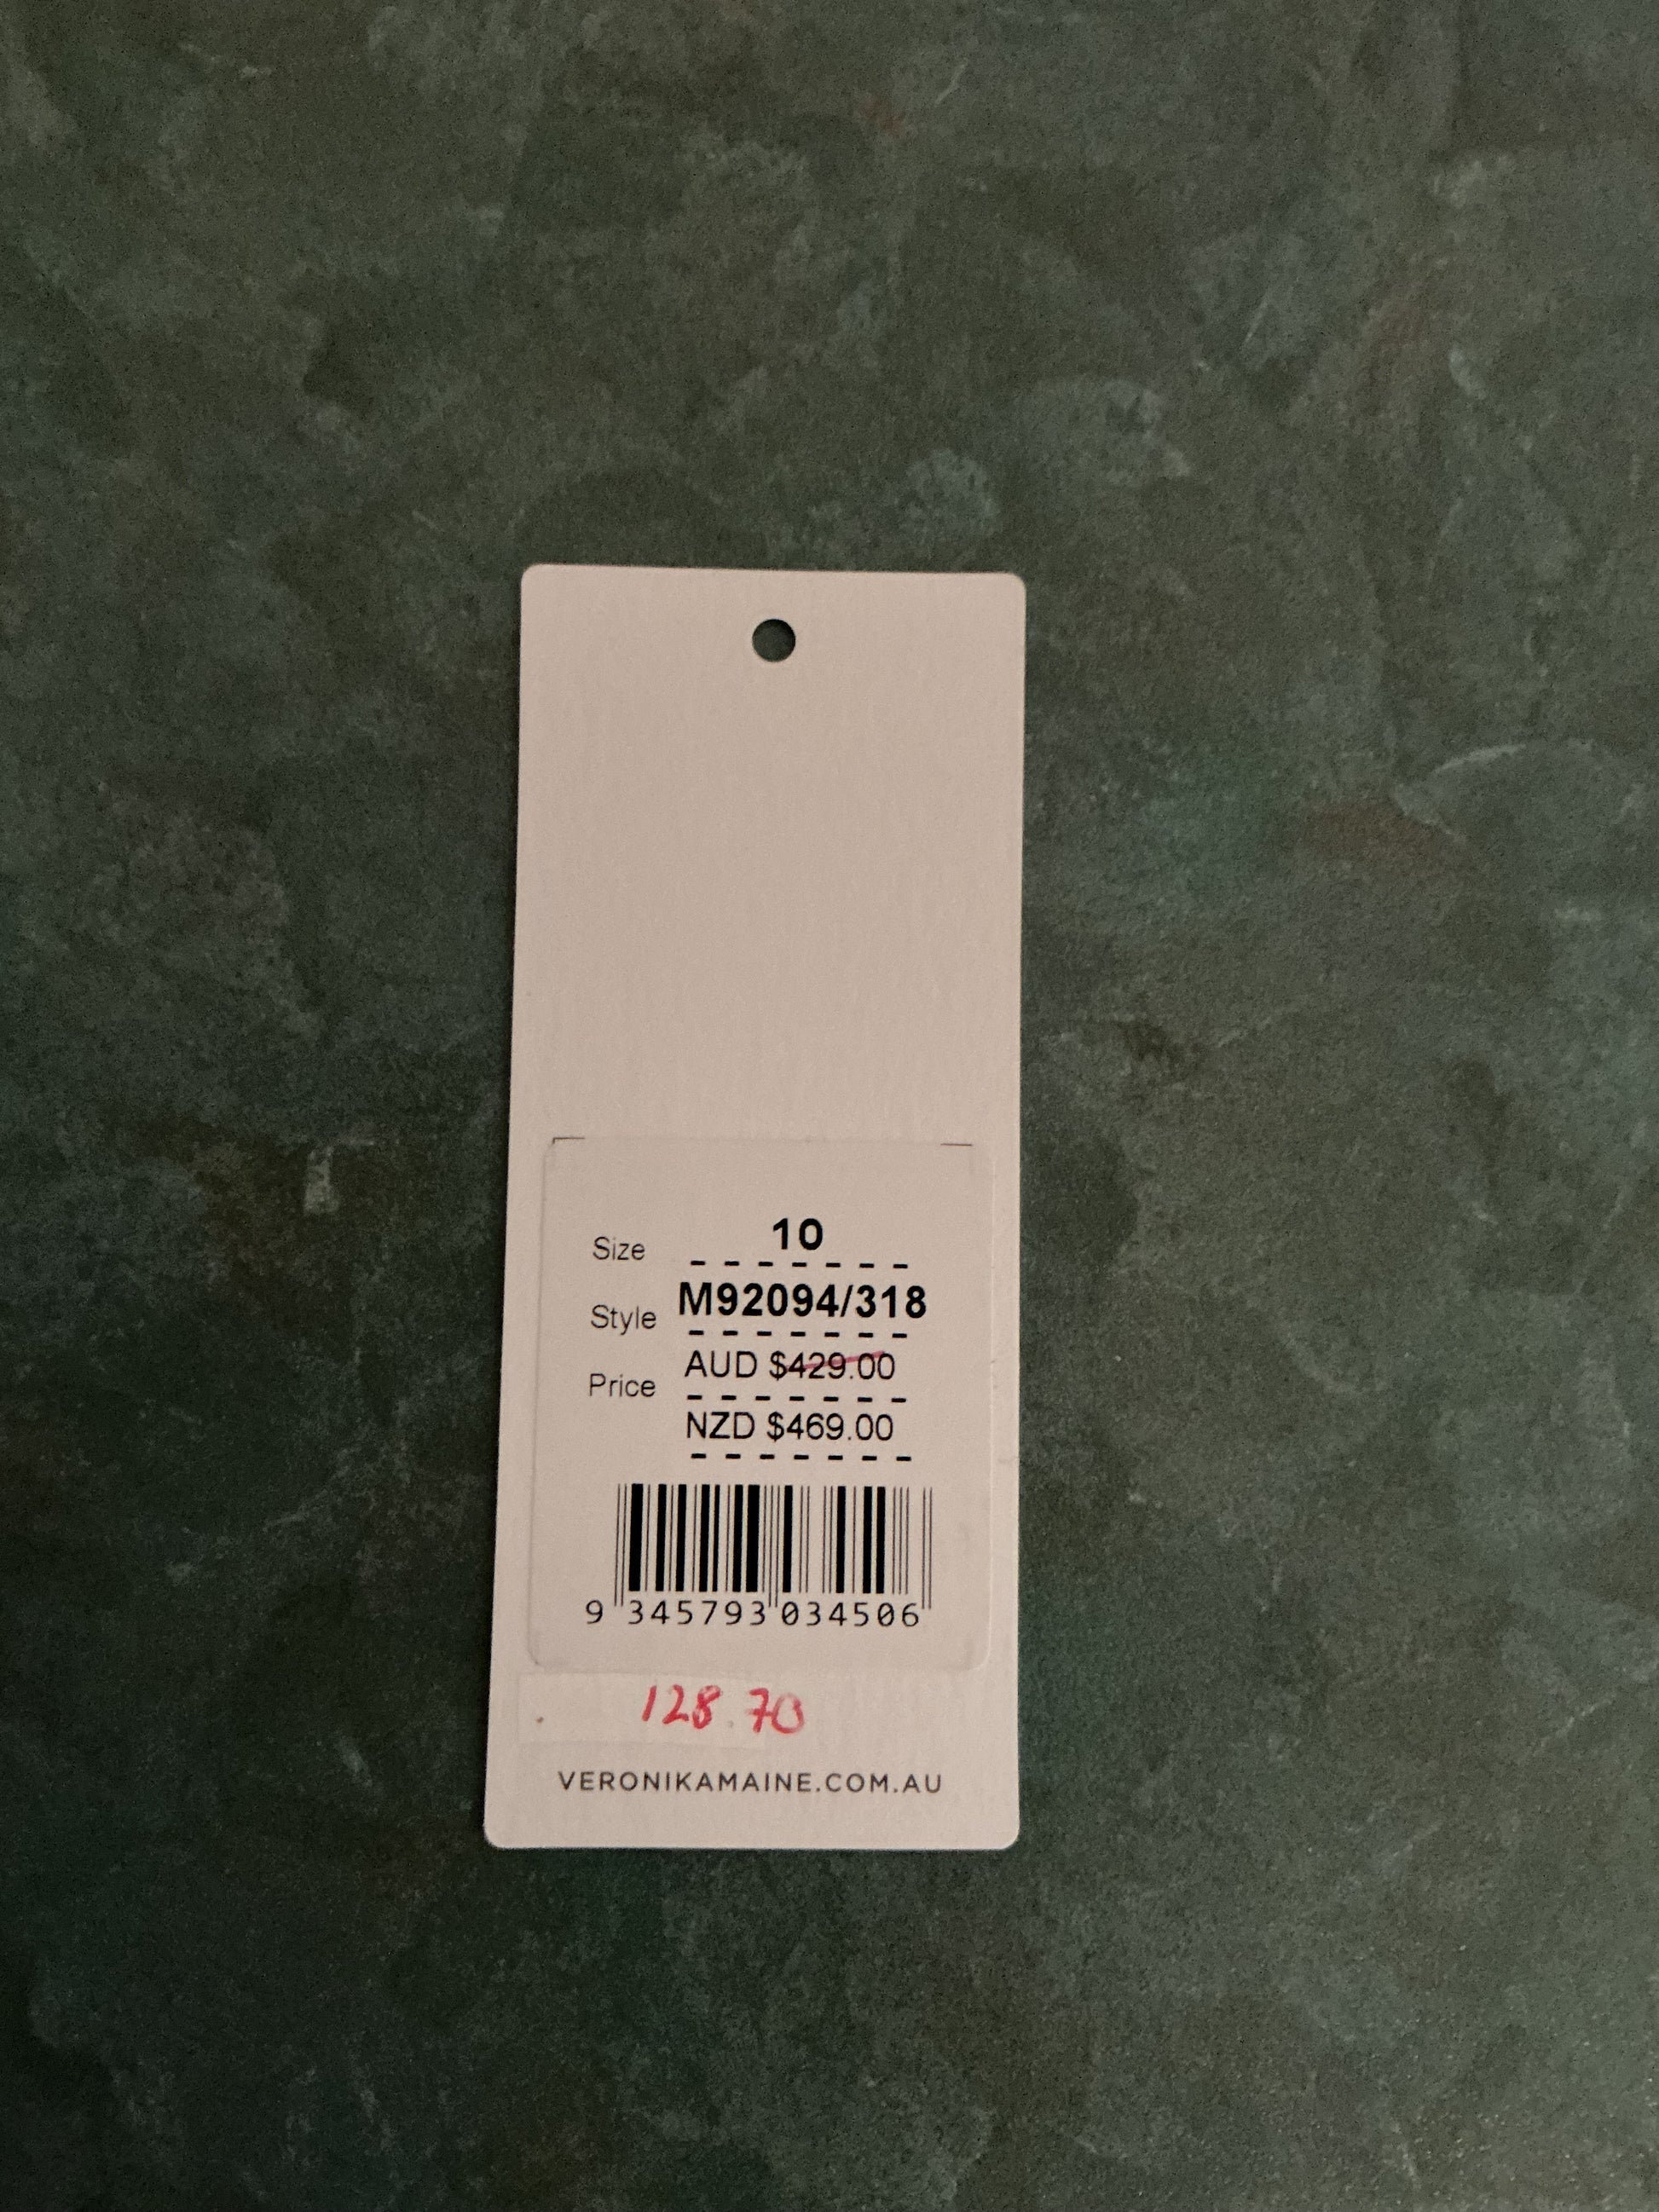 Size 10
Style M92094/318
AUD $429.00
Price
NZD $469.00
9 345793 034506
128.70
VERONIKAMAINE.COM.AU